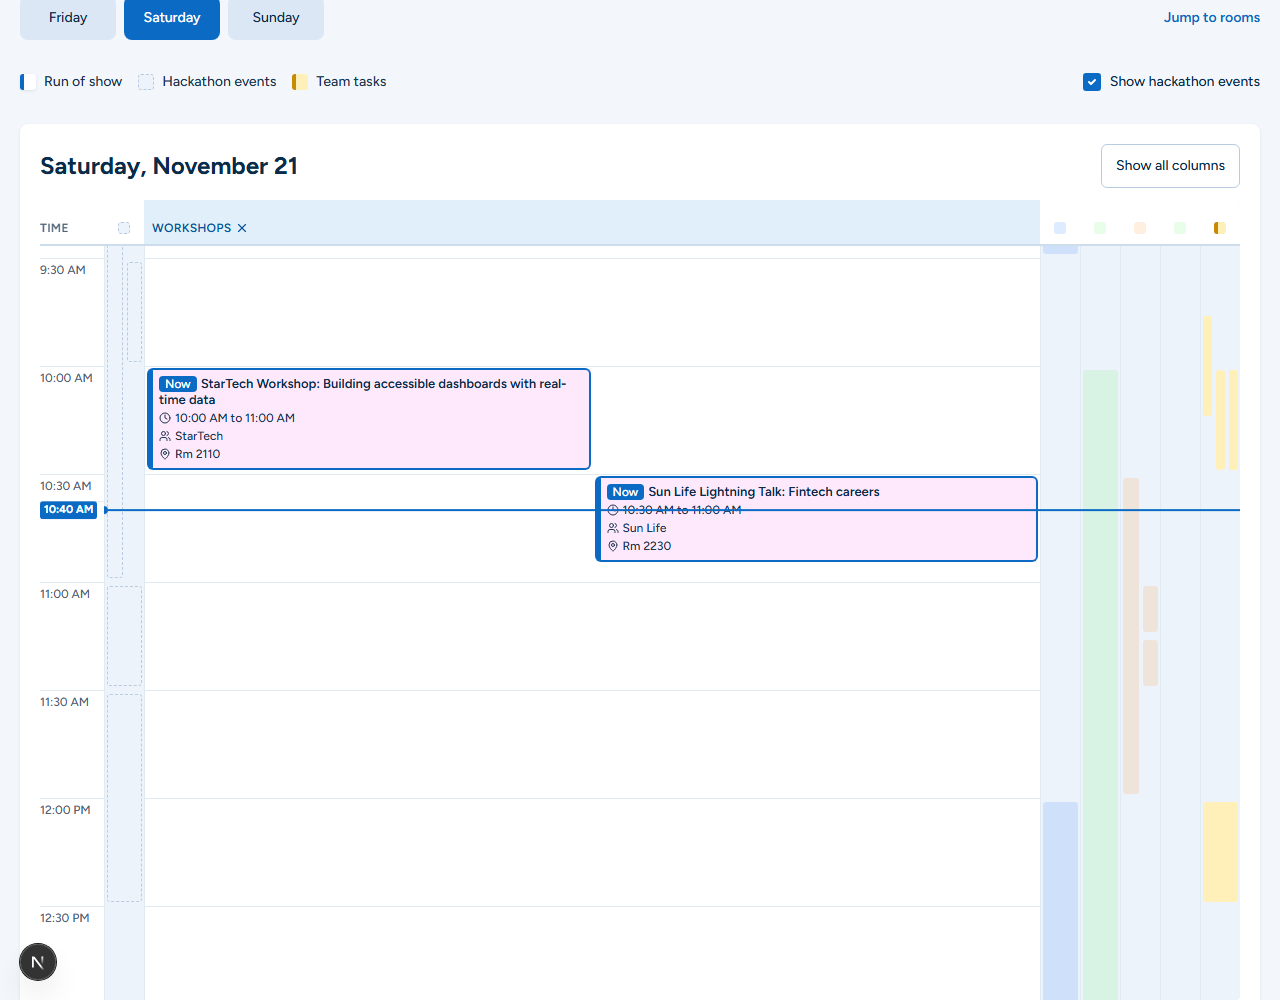 Friday
Saturday
Sunday
Jump to rooms
Run of show
Hackathon events
Team tasks
Show hackathon events
Saturday, November 21
Show all columns
TIME
WORKSHOPS
9:30 AM
10:00 AM
Now StarTech Workshop: Building accessible dashboards with real-
time data
10:00 AM to 11:00 AM
StarTech
Rm 2110
10:30 AM
Now Sun Life Lightning Talk: Fintech careers
10:40 AM
10:30 AM to 11:00 AM
Sun Life
Rm 2230
11:00 AM
11:30 AM
12:00 PM
12:30 PM
N